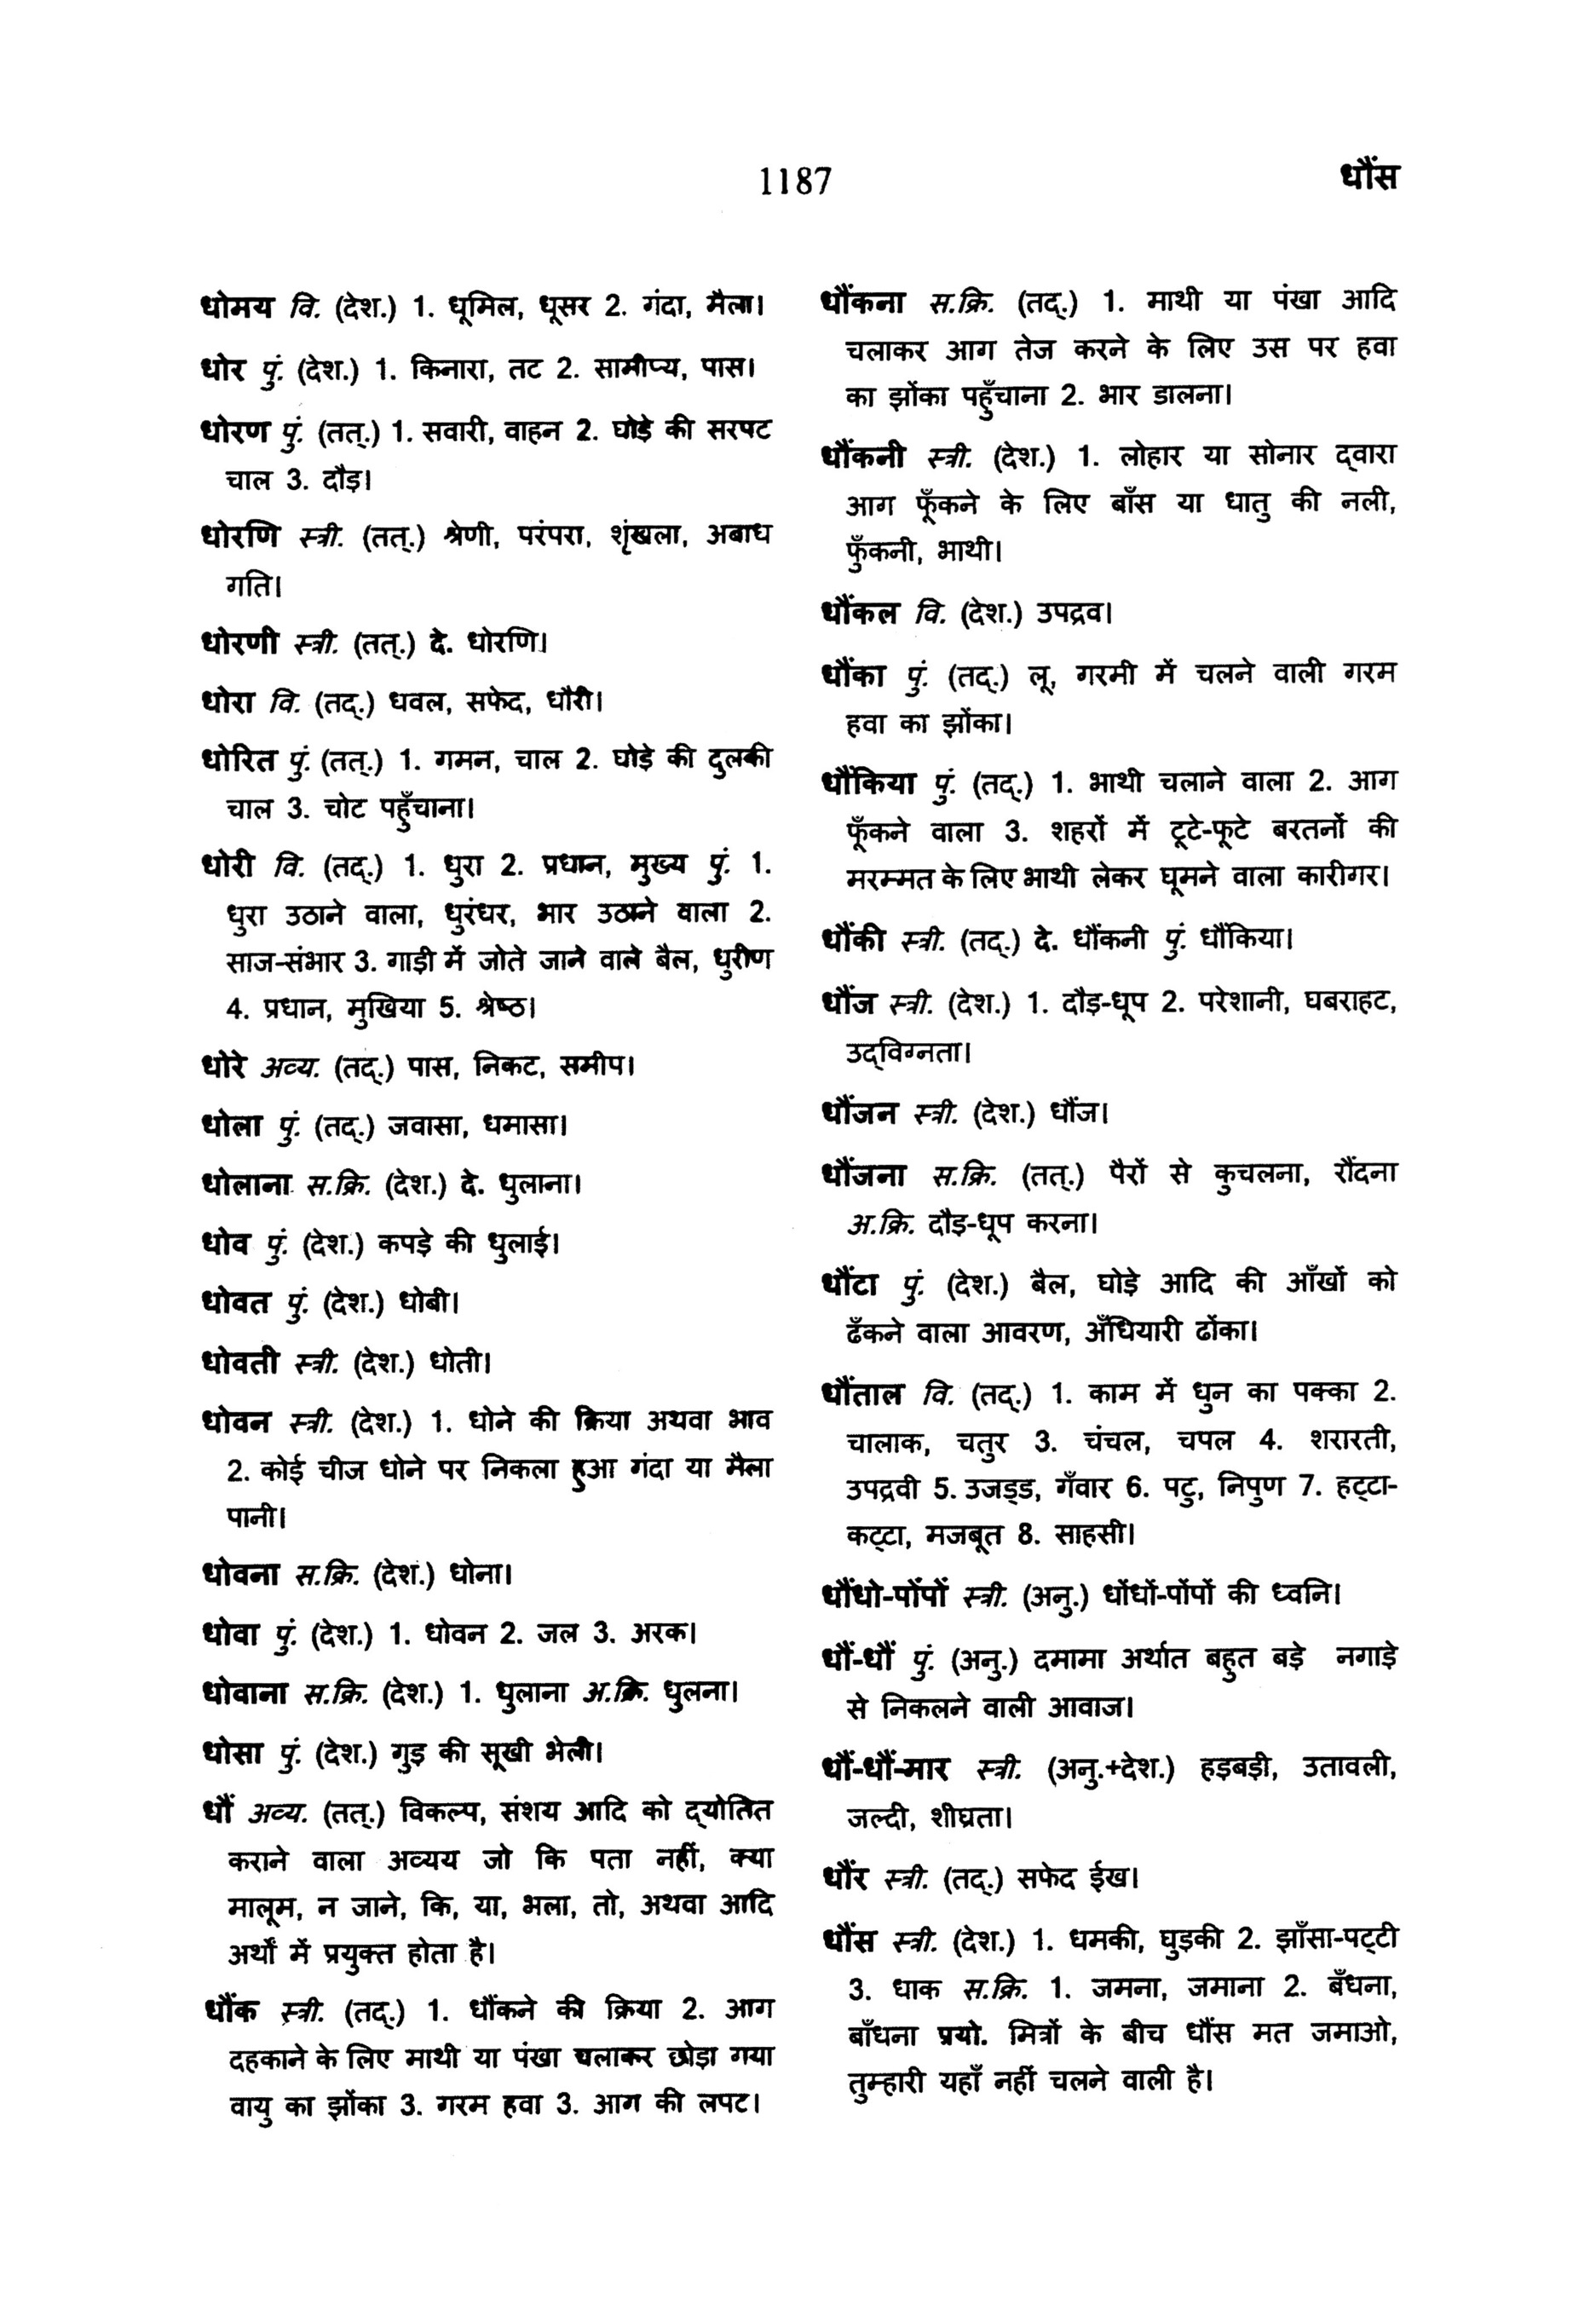 1187
धौंस
धोमय वि. (देश.) 1. धूमिल, धूसर 2. गंदा, मैला।
धोर पुं. (देश.) 1. किनारा, तट 2. सामीप्य, पास।
धोरण पुं. (तत्.) 1. सवारी, वाहन 2. घोड़े की सरपट
चाल 3. दौड़।
धोरणि स्त्री. (तत्.) श्रेणी, परंपरा, शृंखला, अबाध
गति।
धोरणी स्त्री. (तत्.) दे. धोरणि।
धोरा वि. (तद्.) धवल, सफेद, धौरी।
धोरित पुं. (तत्.) 1. गमन, चाल 2. घोड़े की दुलकी
चाल 3. चोट पहुँचाना।
धोरी वि. (तद्.) 1. धुरा 2. प्रधान, मुख्य पुं. 1.
धुरा उठाने वाला, धुरंधर, भार उठाने वाला 2.
साज-संभार 3. गाड़ी में जोते जाने वाले बैल, धुरीण
4. प्रधान, मुखिया 5. श्रेष्ठ।
धोरे अव्य. (तद्.) पास, निकट, समीप।
धोला पुं. (तद्.) जवासा, धमासा।
धोलाना स.क्रि. (देश.) दे. धुलाना।
धोव पुं. (देश.) कपड़े की धुलाई।
धोवत पुं. (देश.) धोबी।
धोवती स्त्री. (देश.) धोती।
धोवन स्त्री. (देश.) 1. धोने की क्रिया अथवा भाव
2. कोई चीज धोने पर निकला हुआ गंदा या मैला
पानी।
धोवना स.क्रि. (देश.) धोना।
धोवा पुं. (देश.) 1. धोवन 2. जल 3. अरक।
धोवाना स.क्रि. (देश.) 1. धुलाना अ.क्रि. धुलना।
धोसा पुं. (देश.) गुड़ की सूखी भेली।
धौं अव्य. (तत्.) विकल्प, संशय आदि को द्योतित
कराने वाला अव्यय जो कि पता नहीं, क्या
मालूम, न जाने, कि, या, भला, तो, अथवा आदि
अर्थों में प्रयुक्त होता है।
धौंक स्त्री. (तद्.) 1. धौंकने की क्रिया 2. आग
दहकाने के लिए माथी या पंखा चलाकर छोड़ा गया
वायु का झोंका 3. गरम हवा 3. आग की लपट।
धौंकना स.क्रि. (तद्.) 1. माथी या पंखा आदि
चलाकर आग तेज करने के लिए उस पर हवा
का झोंका पहुँचाना 2. भार डालना।
धौंकनी स्त्री. (देश.) 1. लोहार या सोनार द्वारा
आग फूँकने के लिए बाँस या धातु की नली,
फुँकनी, भाथी।
धौंकल वि. (देश.) उपद्रव।
धौंका पुं. (तद्.) लू, गरमी में चलने वाली गरम
हवा का झोंका।
धौंकिया पुं. (तद्.) 1. भाथी चलाने वाला 2. आग
फूँकने वाला 3. शहरों में टूटे-फूटे बरतनों की
मरम्मत के लिए भाथी लेकर घूमने वाला कारीगर।
धौंकी स्त्री. (तद्.) दे. धौंकनी पुं. धौंकिया।
धौंज स्त्री. (देश.) 1. दौड़-धूप 2. परेशानी, घबराहट,
उद्विग्नता।
धौंजन स्त्री. (देश.) धौंज।
धौंजना स.क्रि. (तत्.) पैरों से कुचलना, रौंदना
अ.क्रि. दौड़-धूप करना।
धौंटा पुं. (देश.) बैल, घोड़े आदि की आँखों को
ढँकने वाला आवरण, अँधियारी ढोंका।
धौंताल वि. (तद्.) 1. काम में धुन का पक्का 2.
चालाक, चतुर 3. चंचल, चपल 4. शरारती,
उपद्रवी 5. उजड्ड, गँवार 6. पटु, निपुण 7. हट्टा-
कट्टा, मजबूत 8. साहसी।
धौंधो-पोंपों स्त्री. (अनु.) धोंधों-पोंपों की ध्वनि।
धौं-धौं पुं. (अनु.) दमामा अर्थात बहुत बड़े नगाड़े
से निकलने वाली आवाज।
धौं-धौं-मार स्त्री. (अनु.+देश.) हड़बड़ी, उतावली,
जल्दी, शीघ्रता।
धौंर स्त्री. (तद्.) सफेद ईख।
धौंस स्त्री. (देश.) 1. धमकी, घुड़की 2. झाँसा-पट्टी
3. धाक स.क्रि. 1. जमना, जमाना 2. बँधना,
बाँधना प्रयो. मित्रों के बीच धौंस मत जमाओ,
तुम्हारी यहाँ नहीं चलने वाली है।